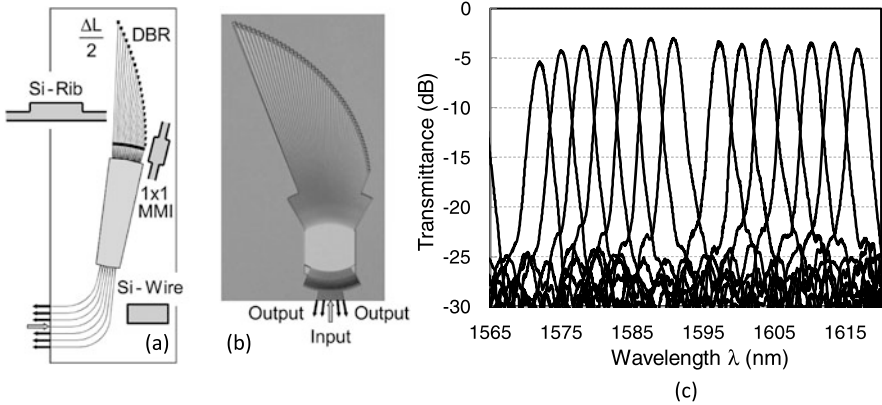 ΔL
2
DBR
Si-Rib
1x1
MMI
Si-Wire
(a)
(b)
Output
Output
Input
0
-5
-10
-15
-20
-25
-30
Transmittance (dB)
1565
1575
1585
1595
1605
1615
Wavelength λ (nm)
(c)